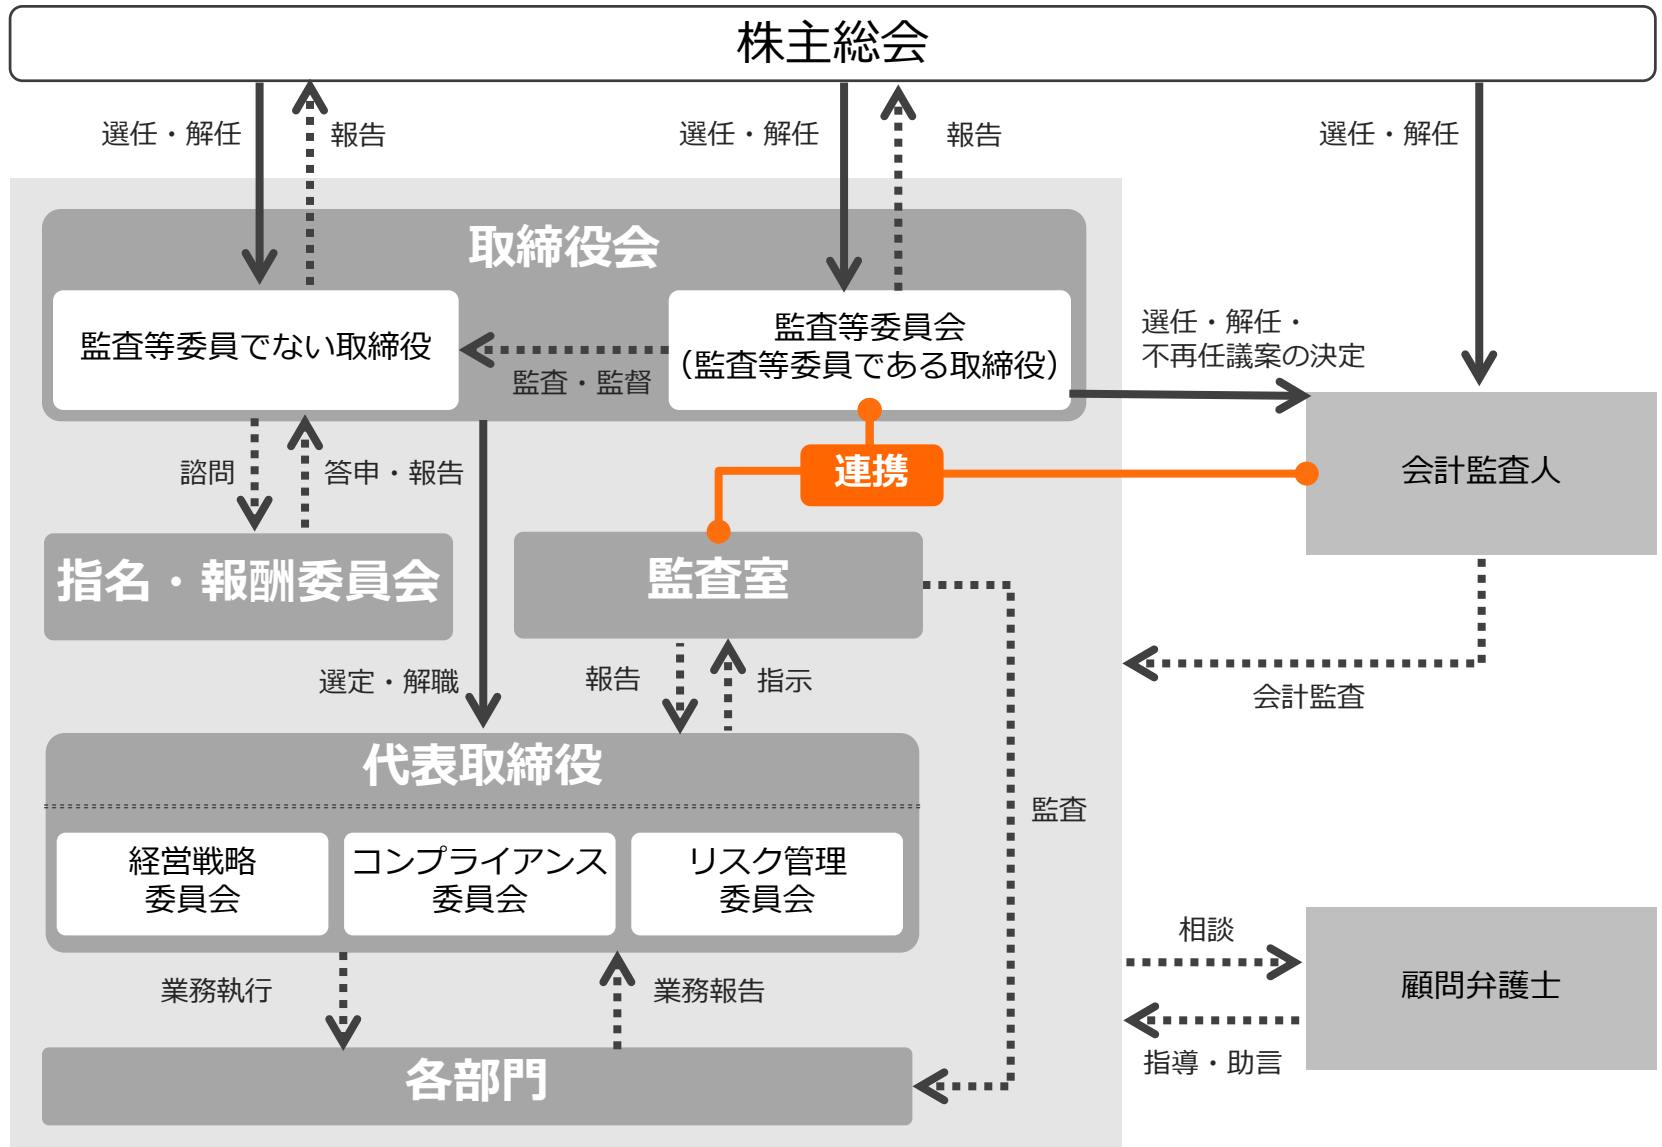 株主総会
選任・解任
報告
選任・解任
報告
選任・解任
取締役会
監査等委員でない取締役
監査・監督
監査等委員会
（監査等委員である取締役）
選任・解任・
不再任議案の決定
諮問
答申・報告
連携
会計監査人
指名・報酬委員会
監査室
選定・解職
報告
指示
会計監査
代表取締役
監査
経営戦略
委員会
コンプライアンス
委員会
リスク管理
委員会
相談
顧問弁護士
業務執行
業務報告
指導・助言
各部門